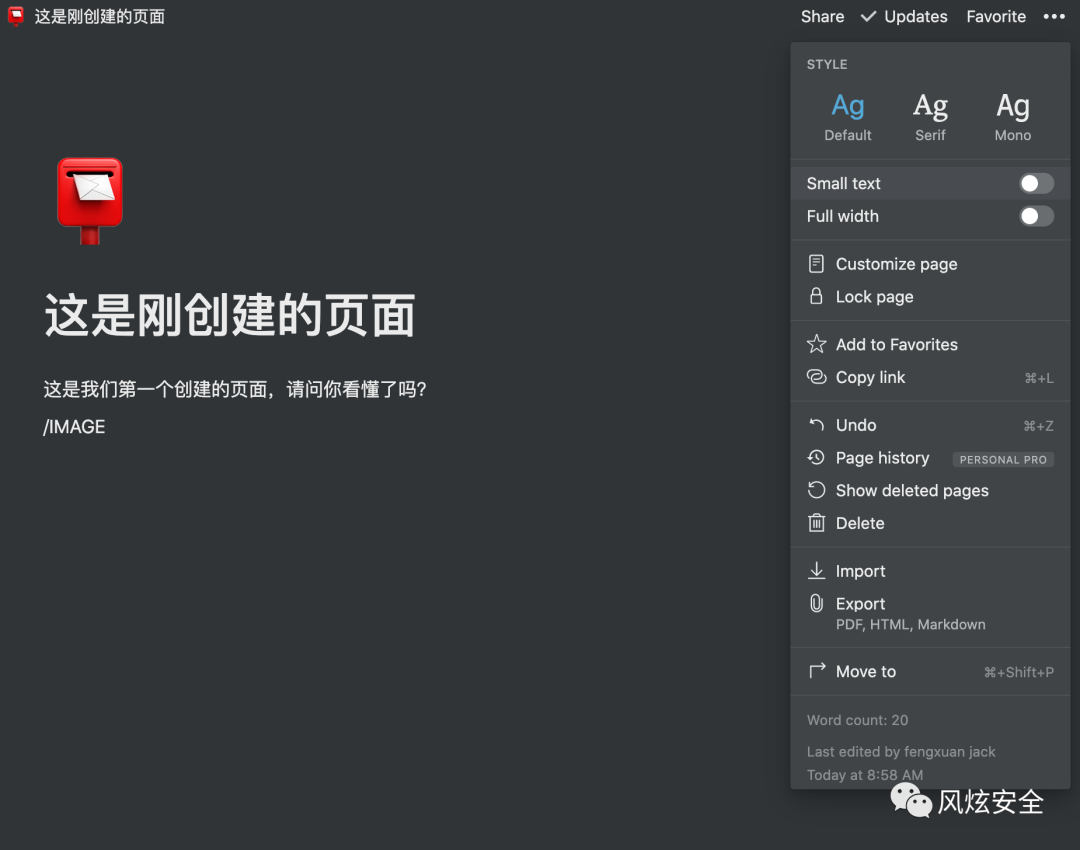 这是刚创建的页面
Share Updates Favorite
STYLE
Ag Ag Ag
Default Serif Mono
Small text
Full width
Customize page
Lock page
Add to Favorites
Copy link ⌘+L
Undo ⌘+Z
Page history PERSONAL PRO
Show deleted pages
Delete
Import
Export
PDF, HTML, Markdown
Move to ⌘+Shift+P
Word count: 20
Last edited by fengxuan jack
Today at 8:58 AM
这是刚创建的页面
这是我们第一个创建的页面，请问你看懂了吗?
/IMAGE
风炫安全